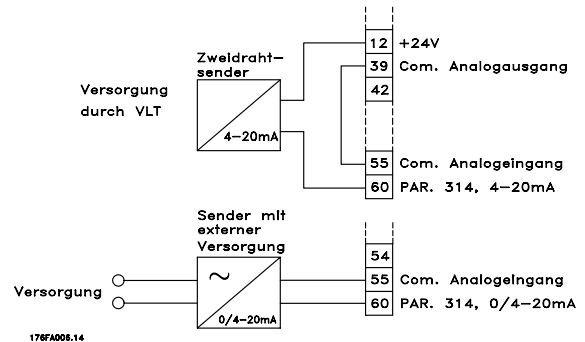 12 +24V
Zweidraht-
sender
39 Com. Analogausgang
Versorgung
durch VLT
42
4-20mA
55 Com. Analogeingang
60 PAR. 314, 4-20mA
Sender mit
externer
Versorgung
54
~
55 Com. Analogeingang
Versorgung
60 PAR. 314, 0/4-20mA
0/4-20mA
176FA006.14